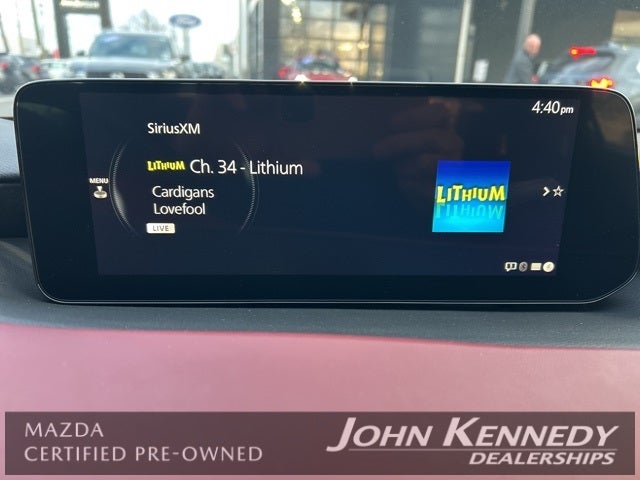 4:40pm
SiriusXM
LITHIUM Ch. 34 - Lithium
MENU
Cardigans
Lovefool
LIVE
LITHIUM
MAZDA
CERTIFIED PRE-OWNED
JOHN KENNEDY
DEALERSHIPS